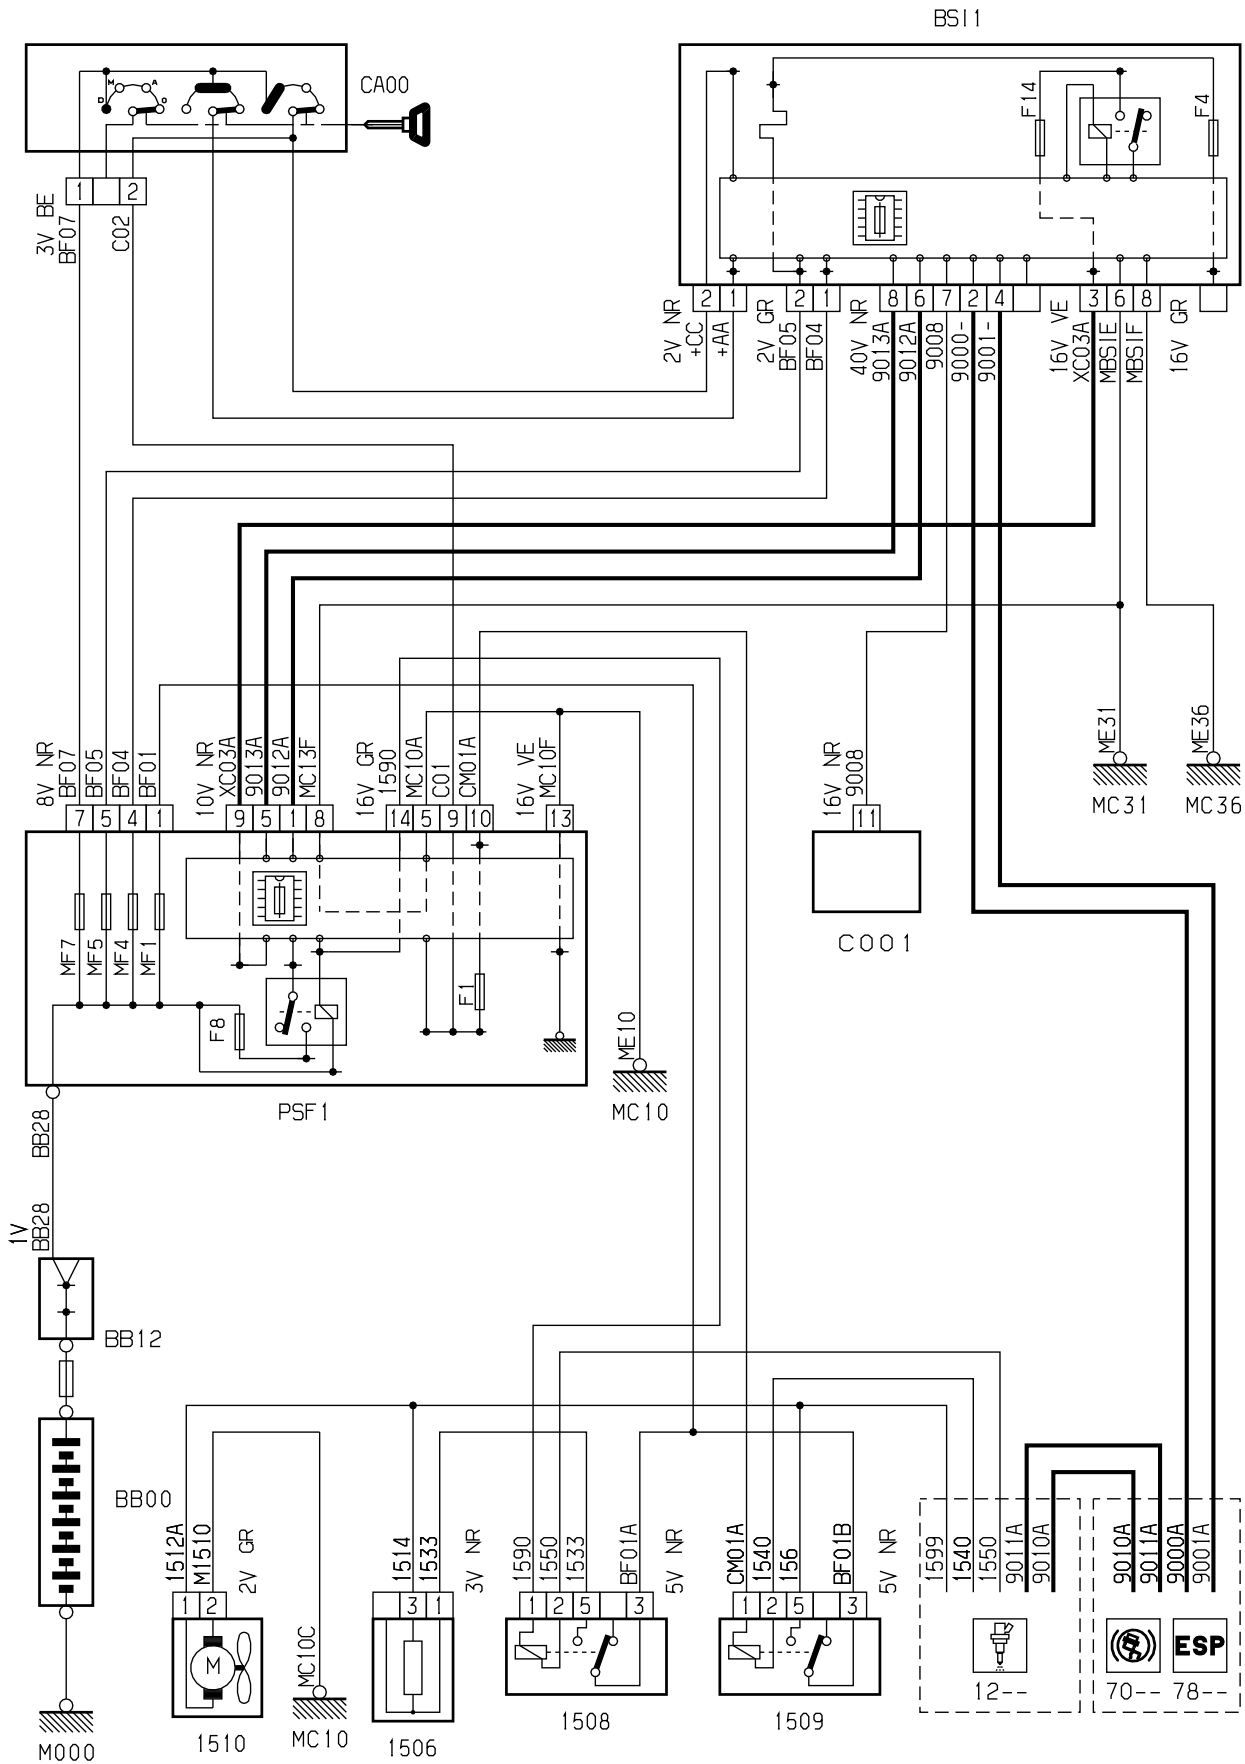 BSI1
CA00
M
A
D
O
1
2
3V BE
BF07
C02
F14
F4
2
1
2
1
8
6
7
2
4
3
6
8
2V NR
+CC
+AA
2V GR
BF05
BF04
40V NR
9013A
9012A
9008
9000-
9001-
16V VE
XC03A
MBSIE
MBSIF
16V GR
8V NR
BF07
BF05
BF04
BF01
10V NR
XC03A
9013A
9012A
MC13F
16V GR
1590
MC10A
C01
CM01A
16V VE
MC10F
16V NR
9008
ME31
ME36
MC31
MC36
7
5
4
1
9
5
1
8
14
5
9
10
13
11
C001
MF7
MF5
MF4
MF1
F8
F1
ME10
MC10
PSF1
BB28
1V
BB28
BB12
BB00
M000
1512A
M1510
2V GR
1
2
M
1510
MC10C
MC10
1514
1533
3V NR
3
1
1506
1590
1550
1533
BF01A
5V NR
1
2
5
3
1508
CM01A
1540
156
BF01B
5V NR
1
2
5
3
1509
1599
1540
1550
9011A
9010A
12--
9010A
9011A
9000A
9001A
ESP
70--
78--